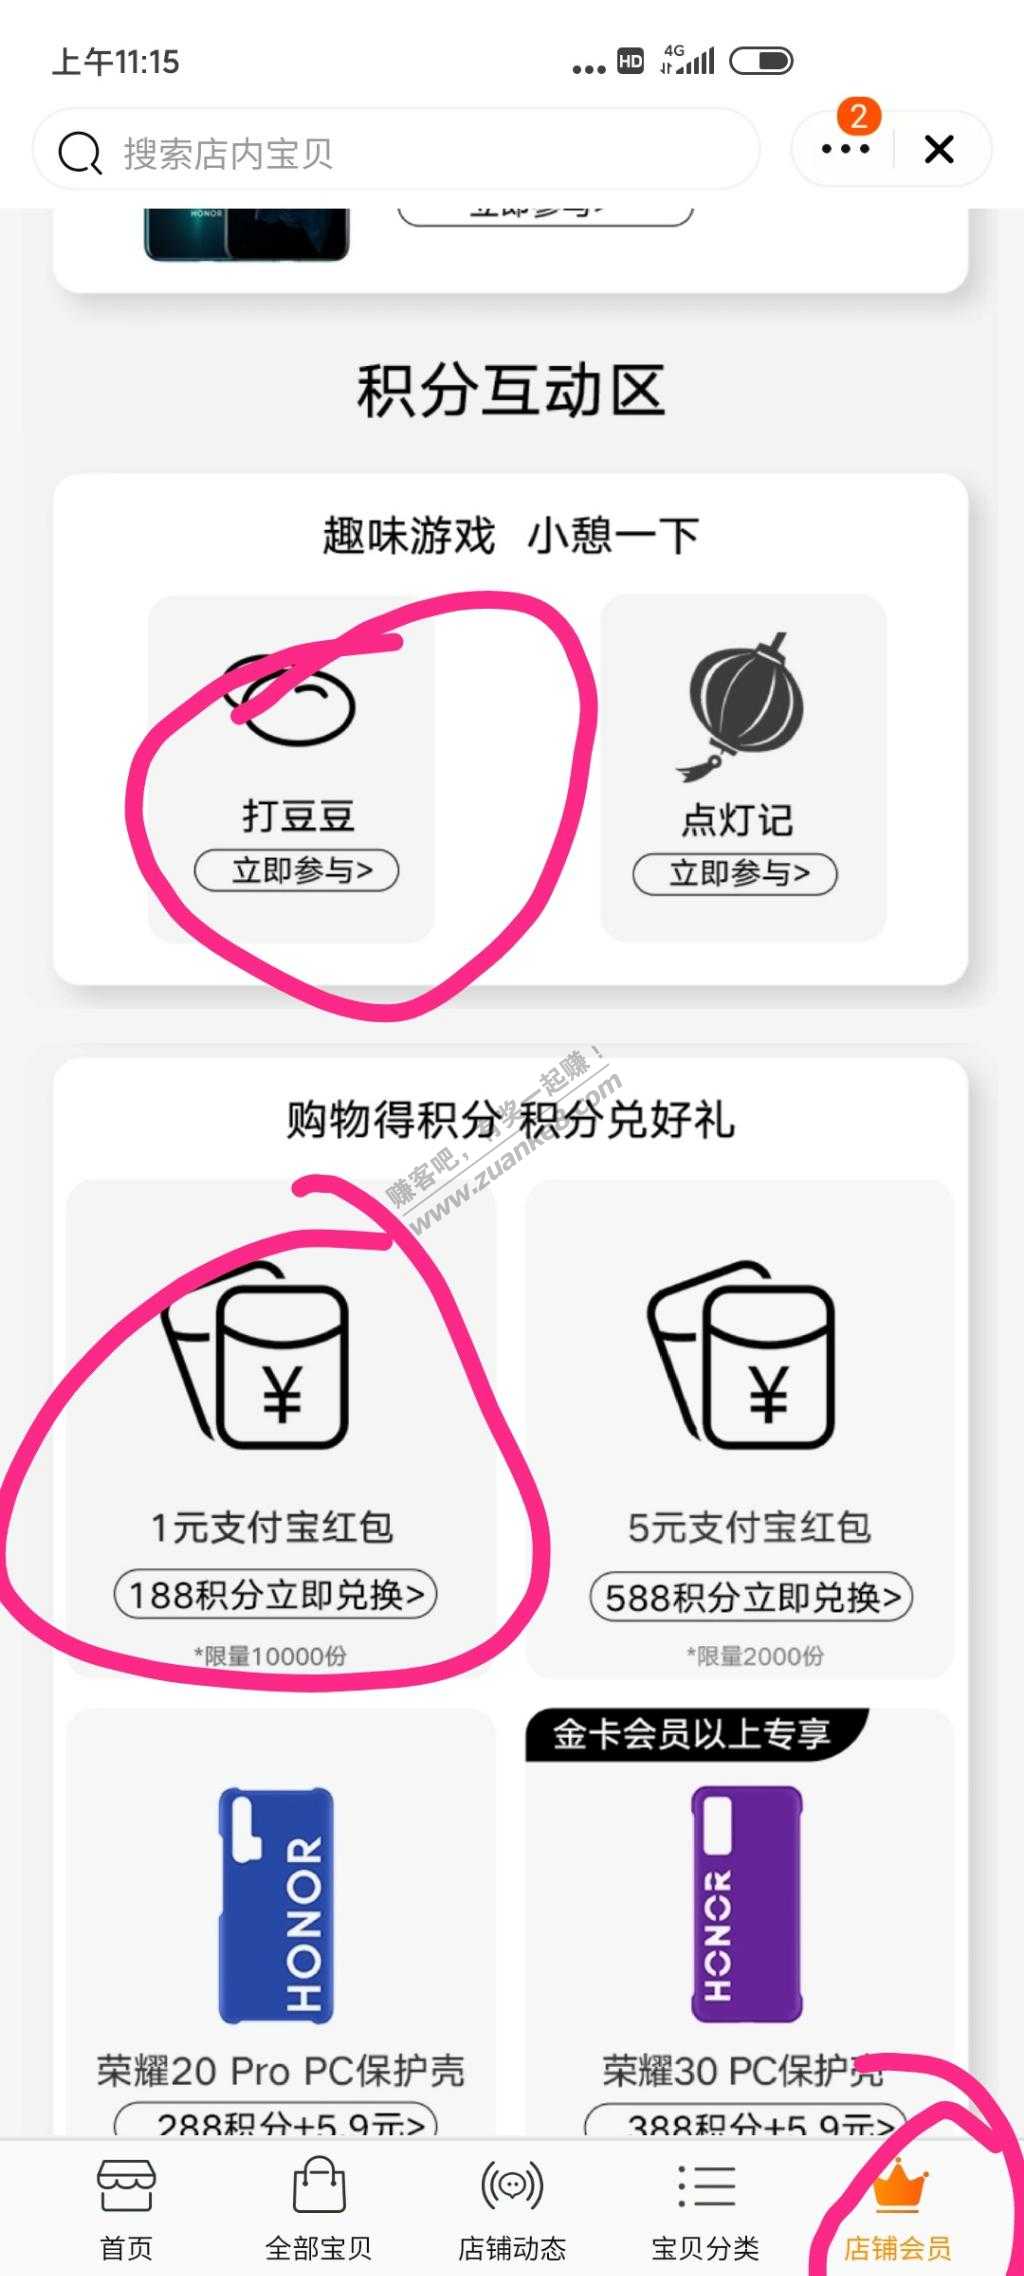 上午11:15
HD
4G
搜索店内宝贝
2
HONOR
立即参与>
积分互动区
趣味游戏 小憩一下
打豆豆
点灯记
立即参与>
立即参与>
赚客吧，有奖一起赚！
www.zuanke8.com
购物得积分 积分兑好礼
¥
¥
1元支付宝红包
5元支付宝红包
188积分立即兑换>
588积分立即兑换>
*限量10000份
*限量2000份
金卡会员以上专享
HONOR
HONOR
荣耀20 Pro PC保护壳
荣耀30 PC保护壳
288积分+5.9元>
388积分+5.9元>
首页
全部宝贝
店铺动态
宝贝分类
店铺会员